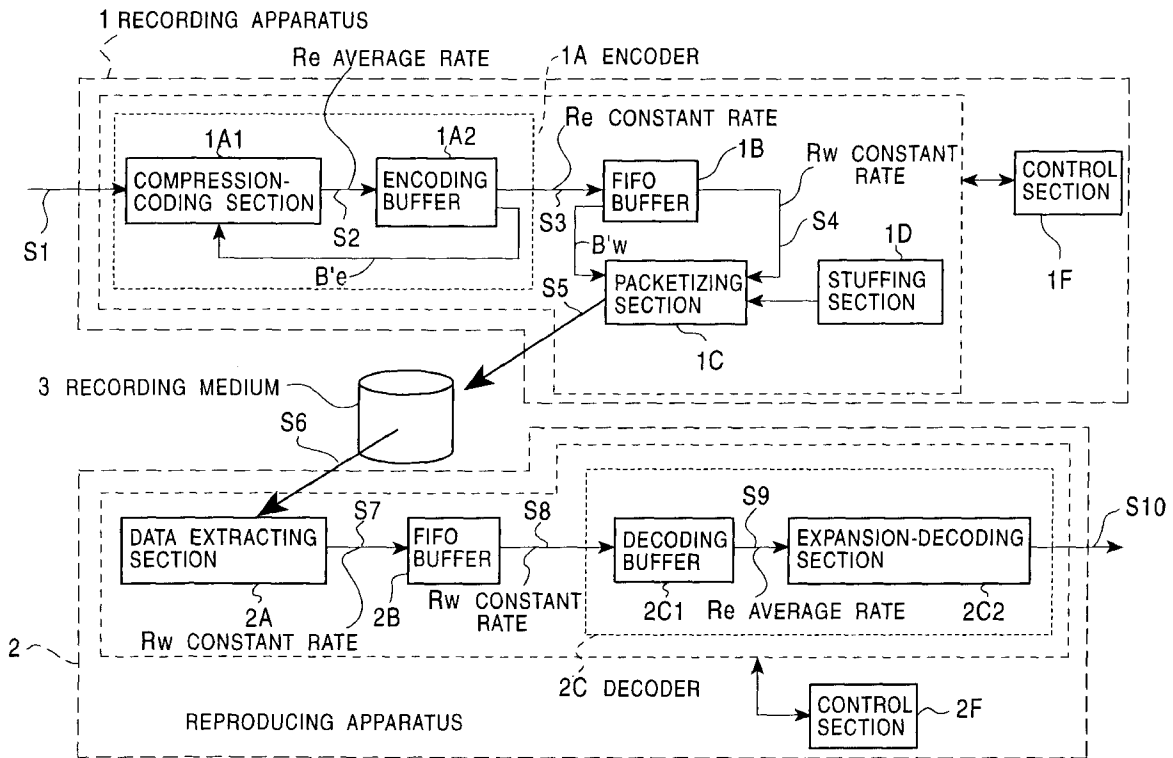 1 RECORDING APPARATUS
Re AVERAGE RATE
1A ENCODER
Re CONSTANT RATE
1A1
1A2
1B
Rw CONSTANT
RATE
COMPRESSION-
CODING SECTION
ENCODING
BUFFER
FIFO
BUFFER
CONTROL
SECTION
S1
S2
S3
S4
B'e
B'w
1D
1F
PACKETIZING
SECTION
STUFFING
SECTION
S5
1C
3 RECORDING MEDIUM
S6
S7
S8
S9
S10
DATA EXTRACTING
SECTION
FIFO
BUFFER
DECODING
BUFFER
EXPANSION-DECODING
SECTION
2A
2B
Rw CONSTANT
RATE
2C1
Re AVERAGE RATE
2C2
Rw CONSTANT RATE
2
2C DECODER
REPRODUCING APPARATUS
CONTROL
SECTION
2F